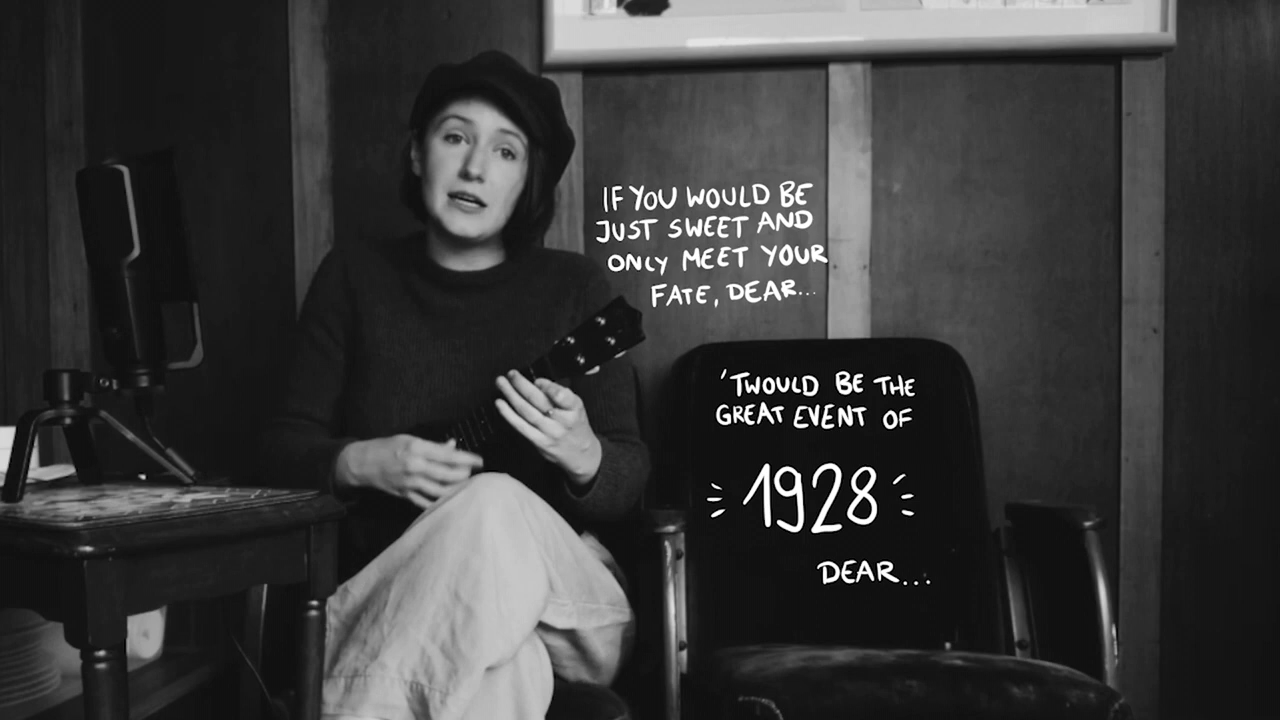 IF YOU WOULD BE
JUST SWEET AND
ONLY MEET YOUR
FATE, DEAR...
'TWOULD BE THE
GREAT EVENT OF
1928
DEAR...